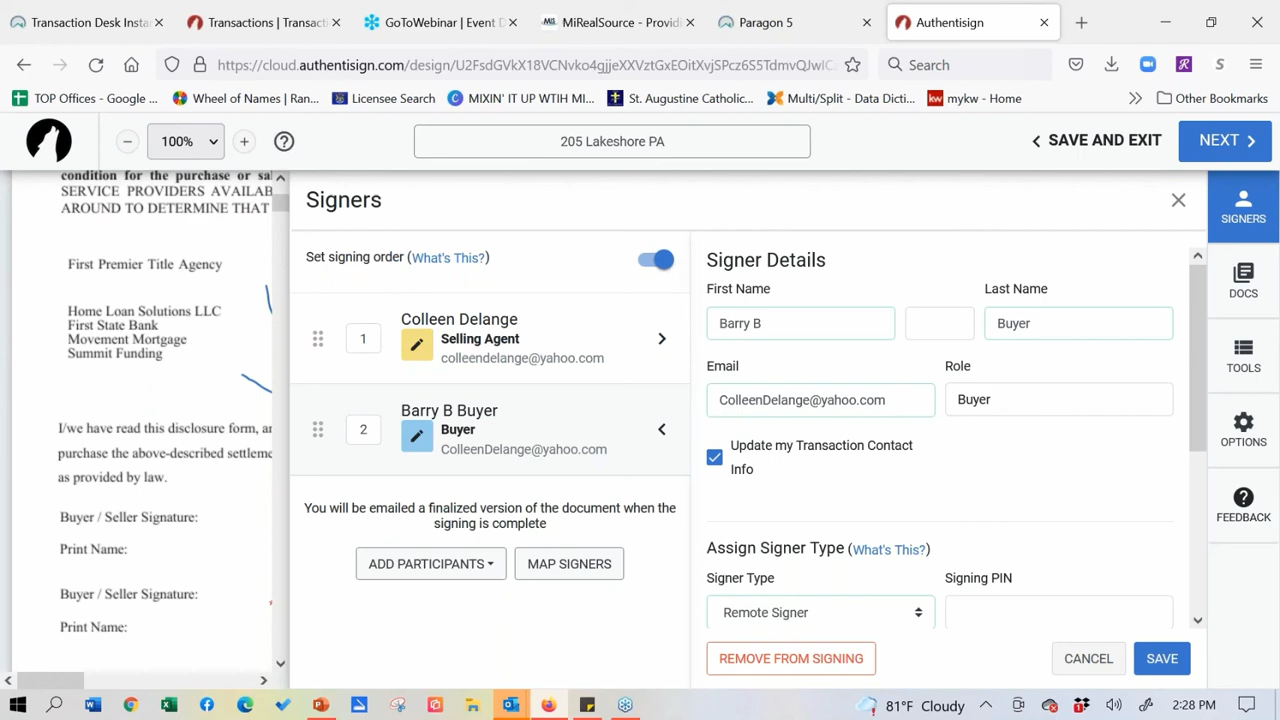 Transaction Desk Insta
Transactions | Transact
GoToWebinar | Event D
MiRealSource - Providi
Paragon 5
Authentisign
https://cloud.authentisign.com/design/U2FsdGVkX18VCNvko4gjjeXXVztGxEOitXvjSPcz6S5TdmvQJwIC
Search
TOP Offices - Google ...
Wheel of Names | Ran...
Licensee Search
MIXIN' IT UP WTIH MI...
St. Augustine Catholic...
Multi/Split - Data Dicti...
mykw - Home
Other Bookmarks
100%
205 Lakeshore PA
SAVE AND EXIT
NEXT
condition for the purchase or sa
SERVICE PROVIDERS AVAILAB
AROUND TO DETERMINE THAT
First Premier Title Agency
Home Loan Solutions LLC
First State Bank
Movement Mortgage
Summit Funding
I/we have read this disclosure form, an
purchase the above-described settleme
as provided by law.
Buyer / Seller Signature:
Print Name:
Buyer / Seller Signature:
Print Name:
Signers
Set signing order (What's This?)
1
Colleen Delange
Selling Agent
colleendelange@yahoo.com
2
Barry B Buyer
Buyer
ColleenDelange@yahoo.com
You will be emailed a finalized version of the document when the
signing is complete
ADD PARTICIPANTS
MAP SIGNERS
Signer Details
First Name
Last Name
Barry B
Buyer
Email
Role
ColleenDelange@yahoo.com
Buyer
Update my Transaction Contact
Info
Assign Signer Type (What's This?)
Signer Type
Signing PIN
Remote Signer
REMOVE FROM SIGNING
CANCEL
SAVE
SIGNERS
DOCS
TOOLS
OPTIONS
FEEDBACK
81°F Cloudy
2:28 PM